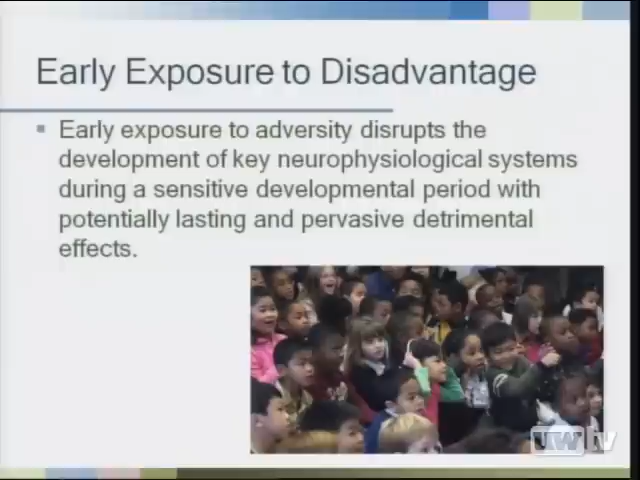 Early Exposure to Disadvantage
Early exposure to adversity disrupts the
development of key neurophysiological systems
during a sensitive developmental period with
potentially lasting and pervasive detrimental
effects.
uwtv